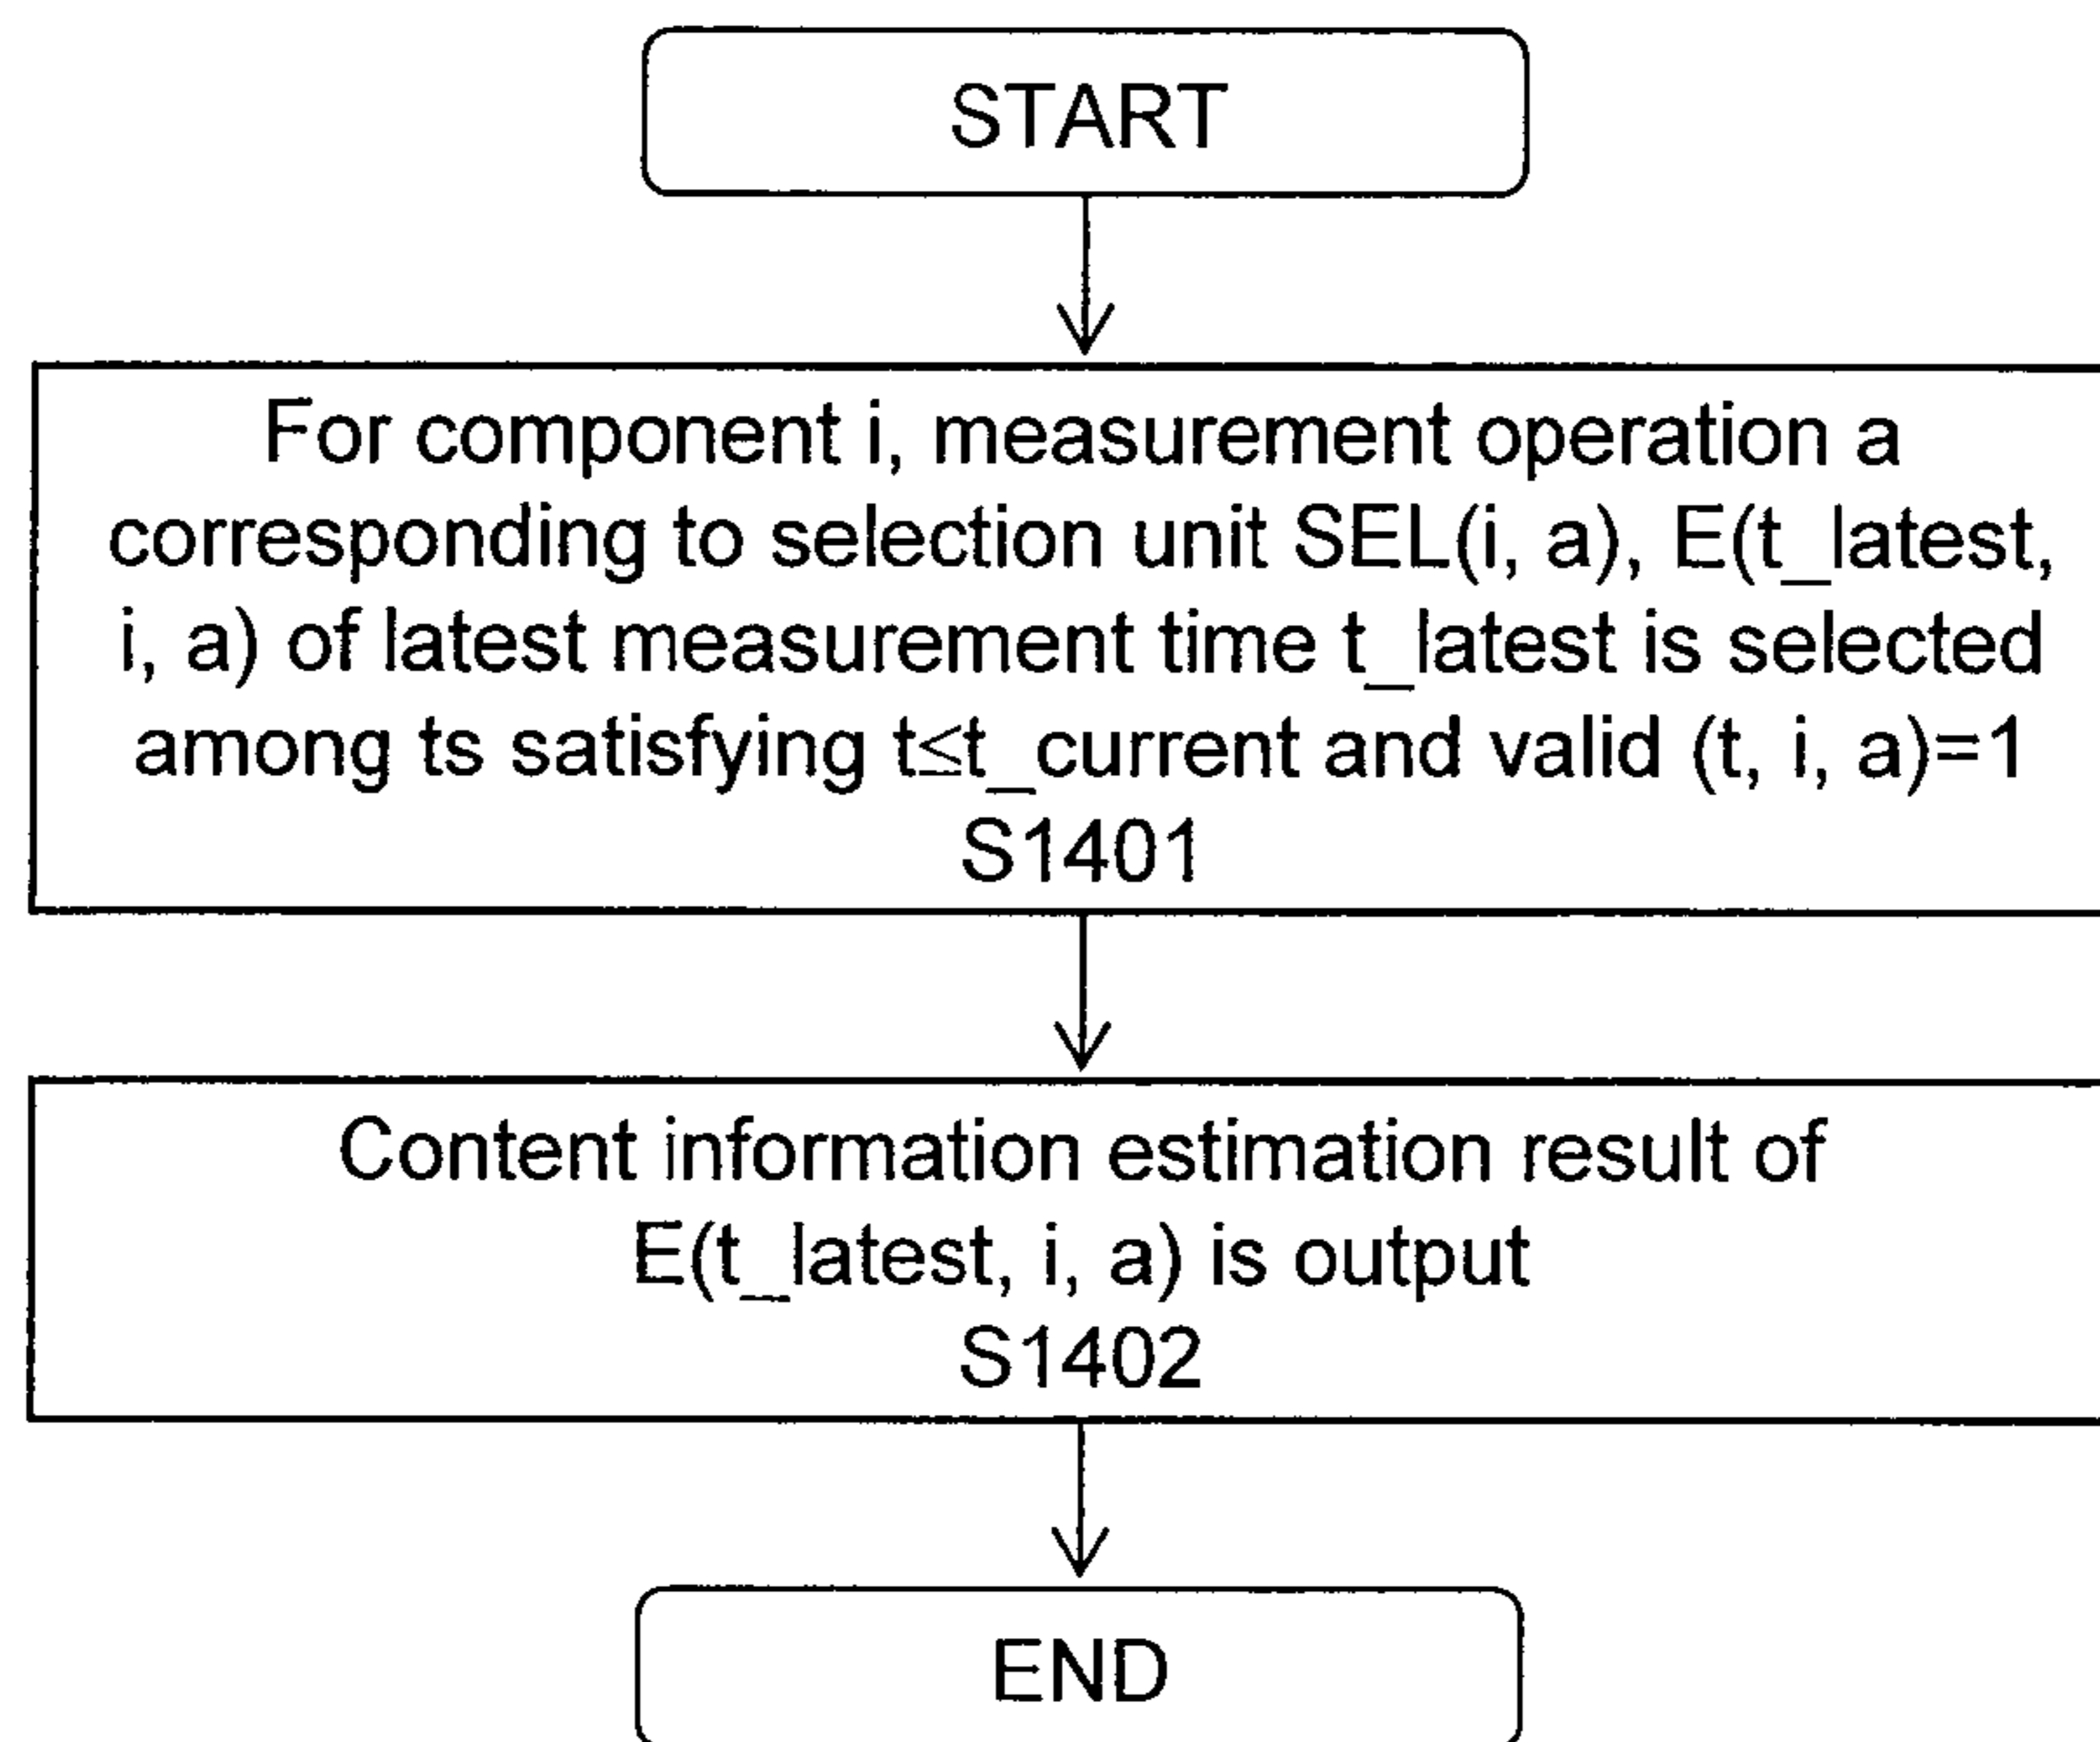 START
For component i, measurement operation a
corresponding to selection unit SEL(i, a), E(t_latest,
i, a) of latest measurement time t_latest is selected
among ts satisfying t≤t_current and valid (t, i, a)=1
S1401
Content information estimation result of
E(t_latest, i, a) is output
S1402
END